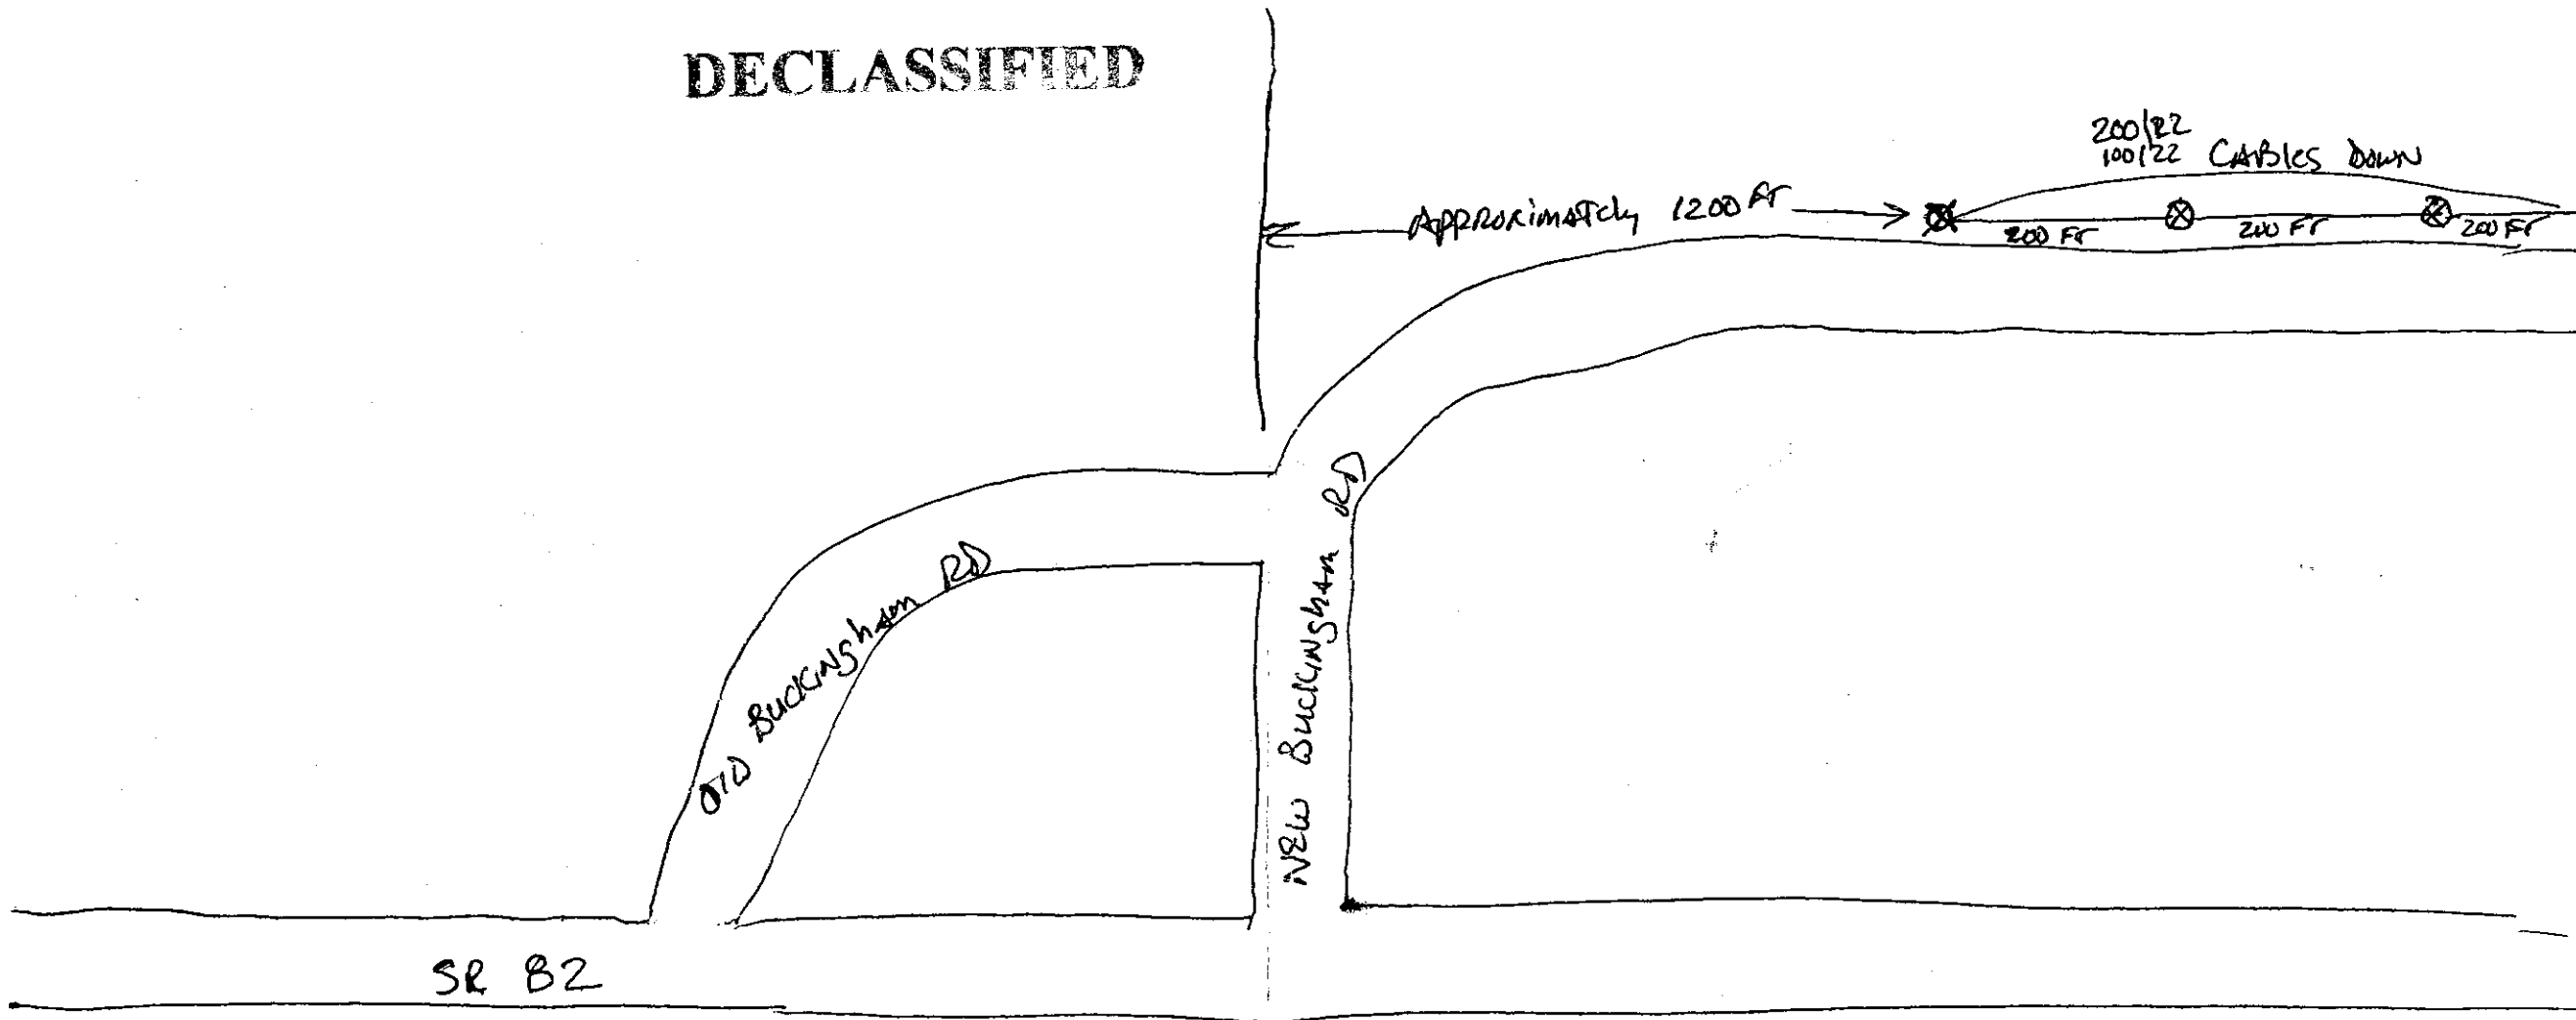 DECLASSIFIED
200/22
100/22 CABles DowN
APPROximATely 1200 FT
200 FT
200 FT
200 FT
OlD BucKiNghAm RD
NEW BucKiNghAm RD
SR 82